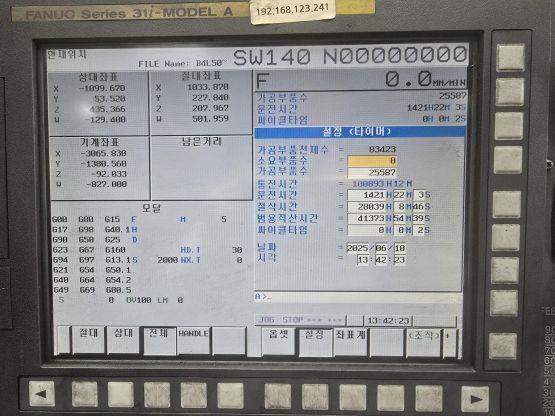 FANUC Series 31i-MODEL A
192.168.123.241
현재위치
FILE Name: B4L50~ SW140 N00000000
상대좌표
X -1099.670
Y 53.520
Z 435.366
W -129.400
절대좌표
X 1033.870
Y 227.840
Z 207.967
W 501.959
기계좌표
X -3065.830
Y -1380.560
Z -92.033
W -827.000
남은거리
모달
G00 G80 G15 F M 5
G17 G98 G40.1 H
G90 G50 G25 D
G23 G67 G160 HD.T 30
G94 G97 G13.1 S 2000 NX.T 0
G21 G54 G50.1
G40 G64 G54.2
G49 G69 G80.5
S 0 OV100 LM 0
F 0.0 MM/MIN
가공부품수 25587
운전시간 1421H22M 3S
싸이클타임 0H 0M 2S
설정 (타이머)
가공부품전체수 = 83423
소요부품수 = 0
가공부품수 = 25587
통전시간 = 100893H12M
운전시간 = 1421H22M 3S
절삭시간 = 28039H 8M46S
범용적산시간 = 41373H54M39S
싸이클타임 = 0H 0M 2S
날짜 = 2025/06/10
시각 = 13:42:23
A>_
JOG STOP *** *** 13:42:23
절대 상대 전체 HANDLE
옵셋 설정 좌표계 (조작) +